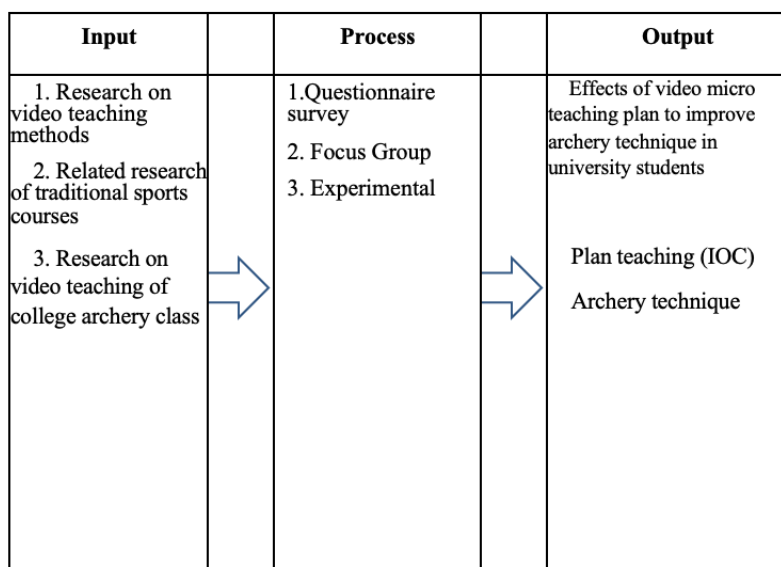 Input
Process
Output
1. Research on
video teaching
methods
2. Related research
of traditional sports
courses
3. Research on
video teaching of
college archery class
1.Questionnaire
survey
2. Focus Group
3. Experimental
Effects of video micro
teaching plan to improve
archery technique in
university students
Plan teaching (IOC)
Archery technique